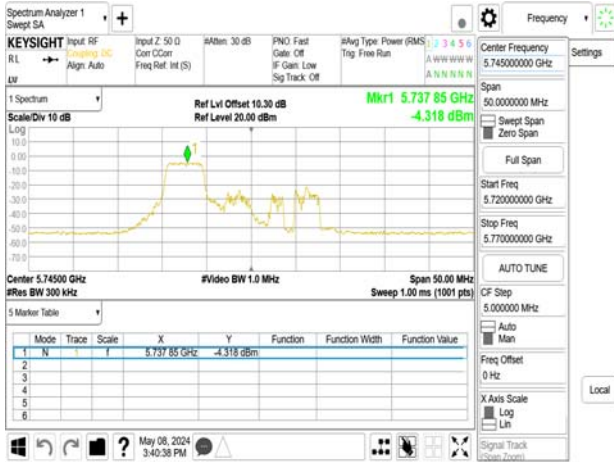 Spectrum Analyzer 1
Swept SA
Frequency
KEYSIGHT
RL
Input: RF
Coupling: DC
Align: Auto
Input Z: 50 Ω
Corr CCorr
Freq Ref: Int (S)
#Atten: 30 dB
PNO: Fast
Gate: Off
IF Gain: Low
Sig Track: Off
#Avg Type: Power (RMS
Trig: Free Run
1 2 3 4 5 6
A W W W W W
A N N N N N
LW
1 Spectrum
Scale/Div 10 dB
Ref Lvl Offset 10.30 dB
Ref Level 20.00 dBm
Mkr1 5.737 85 GHz
-4.318 dBm
Log
10.0
0.00
-10.0
-20.0
-30.0
-40.0
-50.0
-60.0
-70.0
1
Center 5.74500 GHz
#Res BW 300 kHz
#Video BW 1.0 MHz
Span 50.00 MHz
Sweep 1.00 ms (1001 pts)
5 Marker Table
Mode Trace Scale X Y Function Function Width Function Value
1 N 1 f 5.737 85 GHz -4.318 dBm
2
3
4
5
6
May 08, 2024
3:40:38 PM
Center Frequency
5.745000000 GHz
Span
50.0000000 MHz
Swept Span
Zero Span
Full Span
Start Freq
5.720000000 GHz
Stop Freq
5.770000000 GHz
AUTO TUNE
CF Step
5.000000 MHz
Auto
Man
Freq Offset
0 Hz
X Axis Scale
Log
Lin
Signal Track
(Span Zoom)
Settings
Local